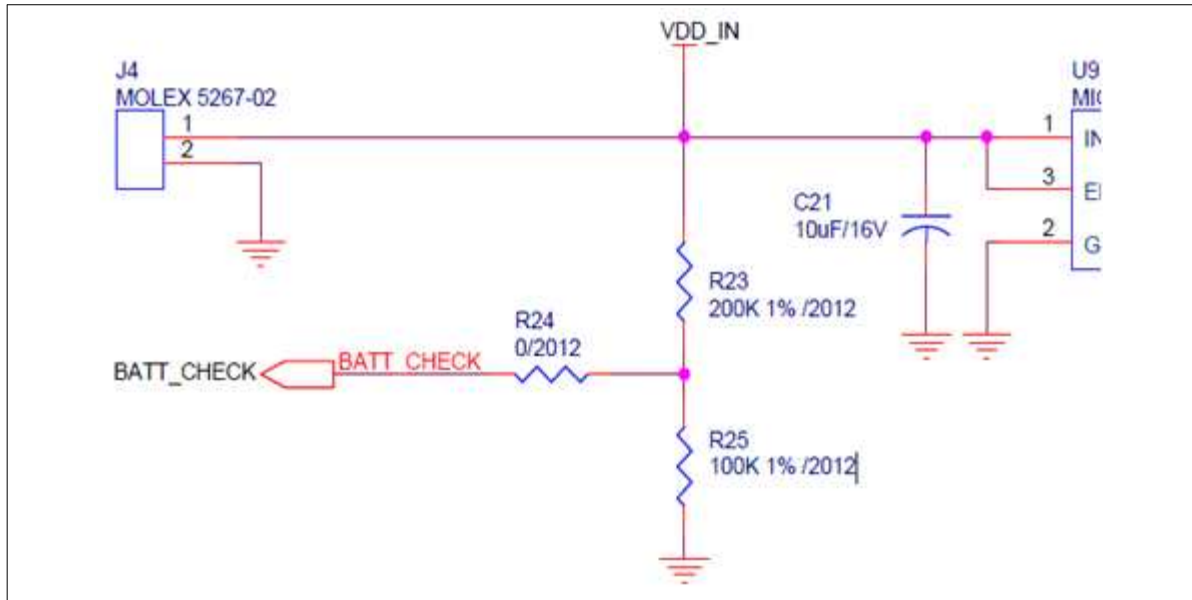 VDD_IN
J4
MOLEX 5267-02
1
2
U9
1
IN
3
2
G
C21
10uF/16V
R23
200K 1% /2012
R24
0/2012
BATT_CHECK
BATT_CHECK
R25
100K 1% /2012